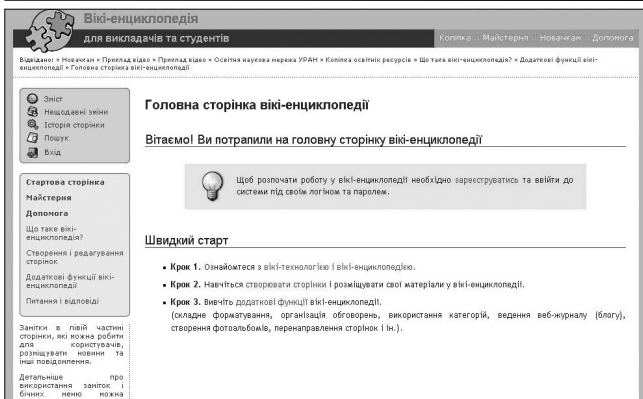 Вікі-енциклопедія
для викладачів та студентів
Копілка :: Майстерня :: Новачкам :: Допомога
Відвідано: » Новачкам » Приклад відео » Приклад відео » Освітня наукова мережа УРАН » Копілка освітніх ресурсів » Що таке вікі-енциклопедія? » Додаткові функції вікі-
енциклопедії » Головна сторінка вікі-енциклопедії
Зміст
Нещодавні зміни
Історія сторінки
Пошук
Вхід
Стартова сторінка
Майстерня
Допомога
Що таке вікі-
енциклопедія?
Створення і редагування
сторінок
Додаткові функції вікі-
енциклопедії
Питання і відповіді
Замітки в лівій частині
сторінки, які можна робити
для користувачів,
розміщувати новини та
інші повідомлення.
Детальніше про
використання заміток і
бічних меню можна
Головна сторінка вікі-енциклопедії
Вітаємо! Ви потрапили на головну сторінку вікі-енциклопедії
Щоб розпочати роботу у вікі-енциклопедії необхідно зареєструватись та ввійти до
системи під своїм логіном та паролем.
Швидкий старт
• Крок 1. Ознайомтеся з вікі-технологією і вікі-енциклопедією.
• Крок 2. Навчіться створювати сторінки і розміщувати свої матеріали у вікі-енциклопедії.
• Крок 3. Вивчіть додаткові функції вікі-енциклопедії.
(складне форматування, організація обговорень, використання категорій, ведення веб-журналу (блогу),
створення фотоальбомів, перенаправлення сторінок і ін.).